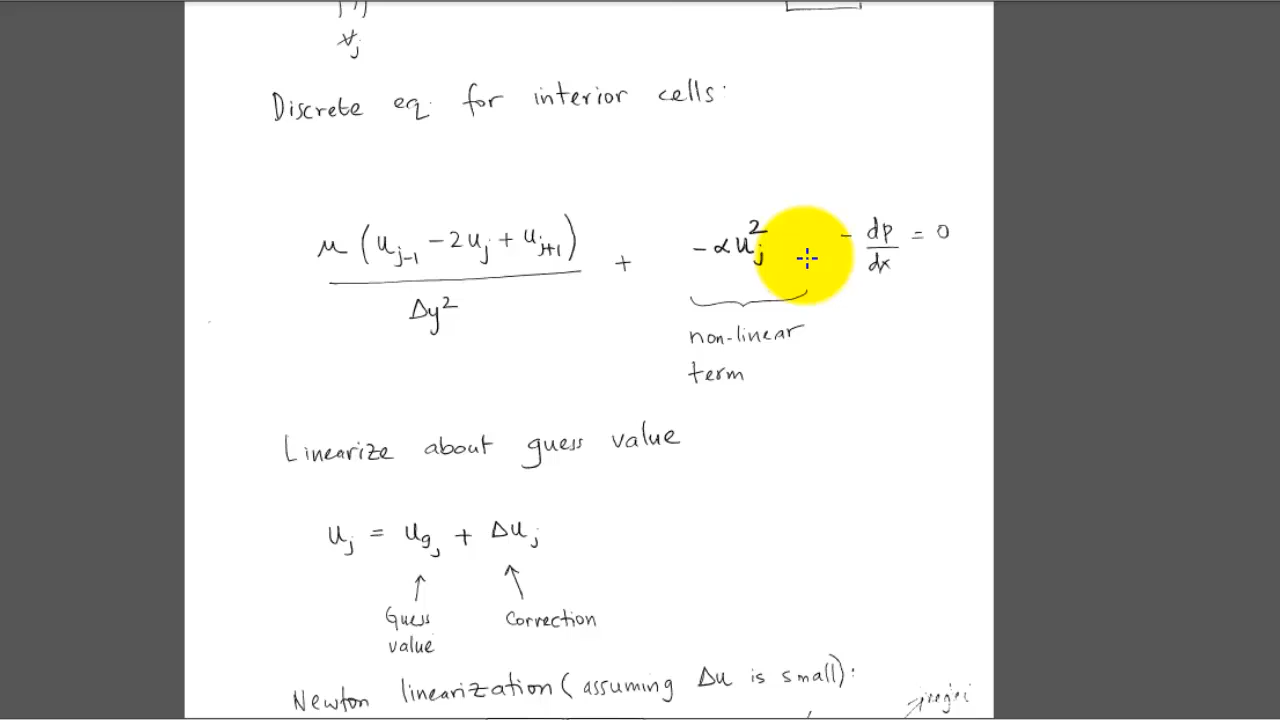 ∀j
Discrete eq. for interior cells:
μ (u_{j-1} - 2u_j + u_{j+1}) / Δy² + - αu_j² - dp/dx = 0
non-linear
term
Linearize about guess value
u_j = u_{g_j} + Δu_j
Guess Correction
value
Newton linearization (assuming Δu is small):